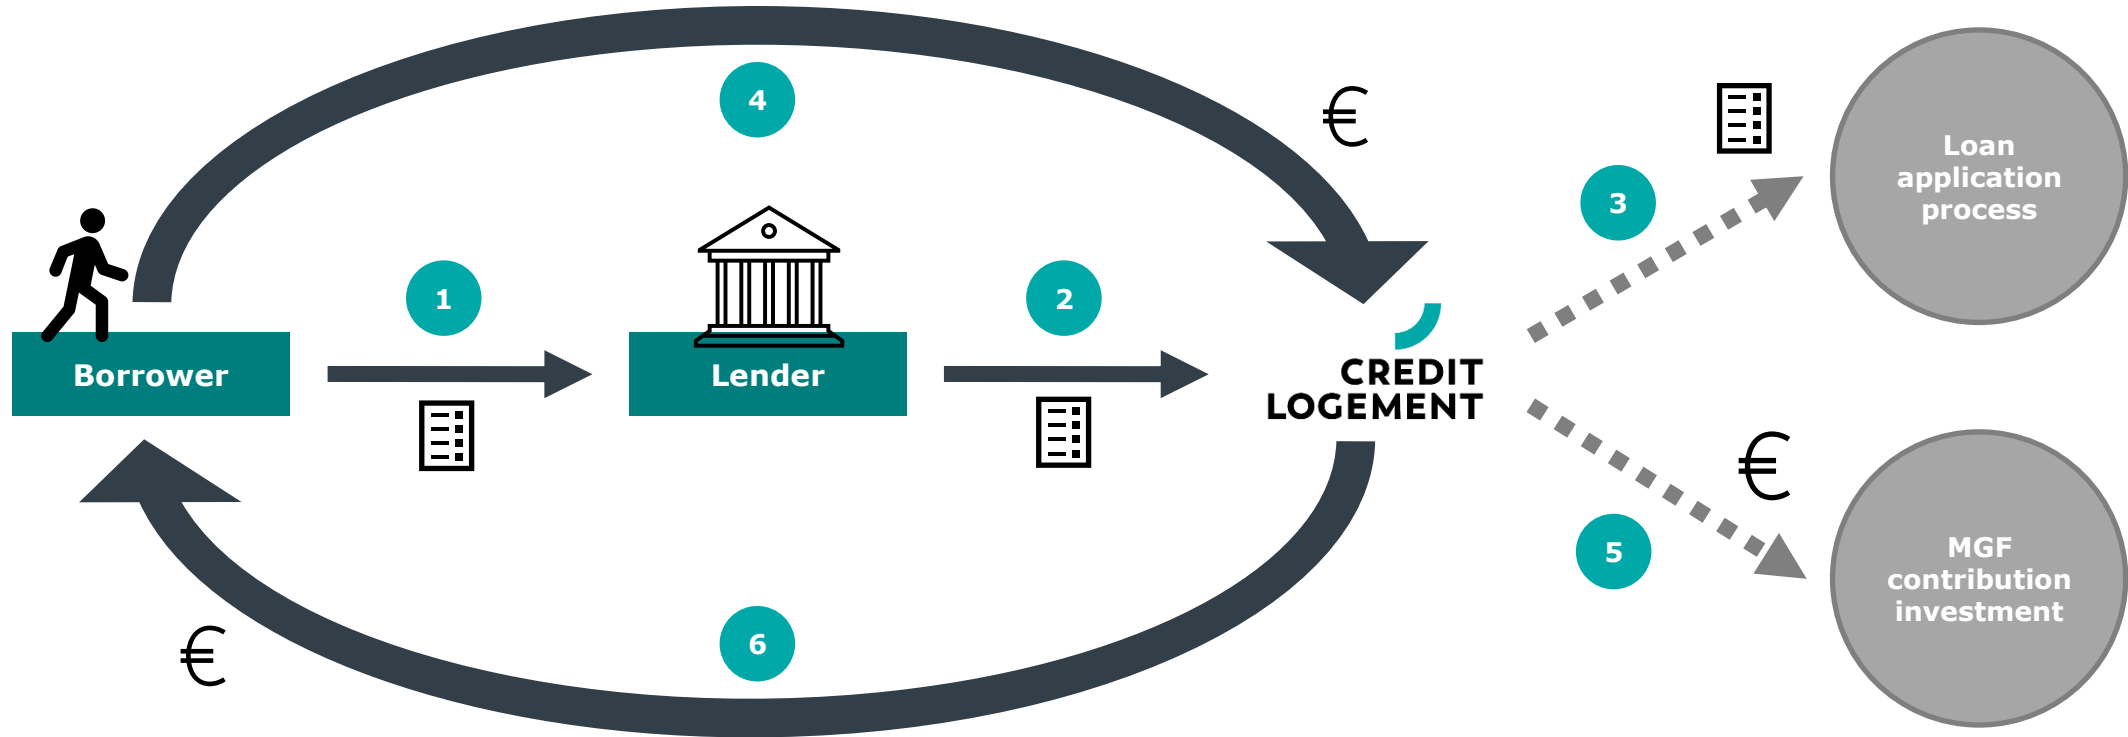 4
€
3
Loan
application
process
1
2
Borrower
Lender
CREDIT
LOGEMENT
€
5
MGF
contribution
investment
6
€